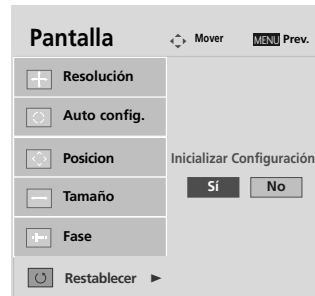 Pantalla Mover MENU Prev.
Resolución
Auto config.
Posicion
Inicializar Configuración
Sí No
Tamaño
Fase
Restablecer